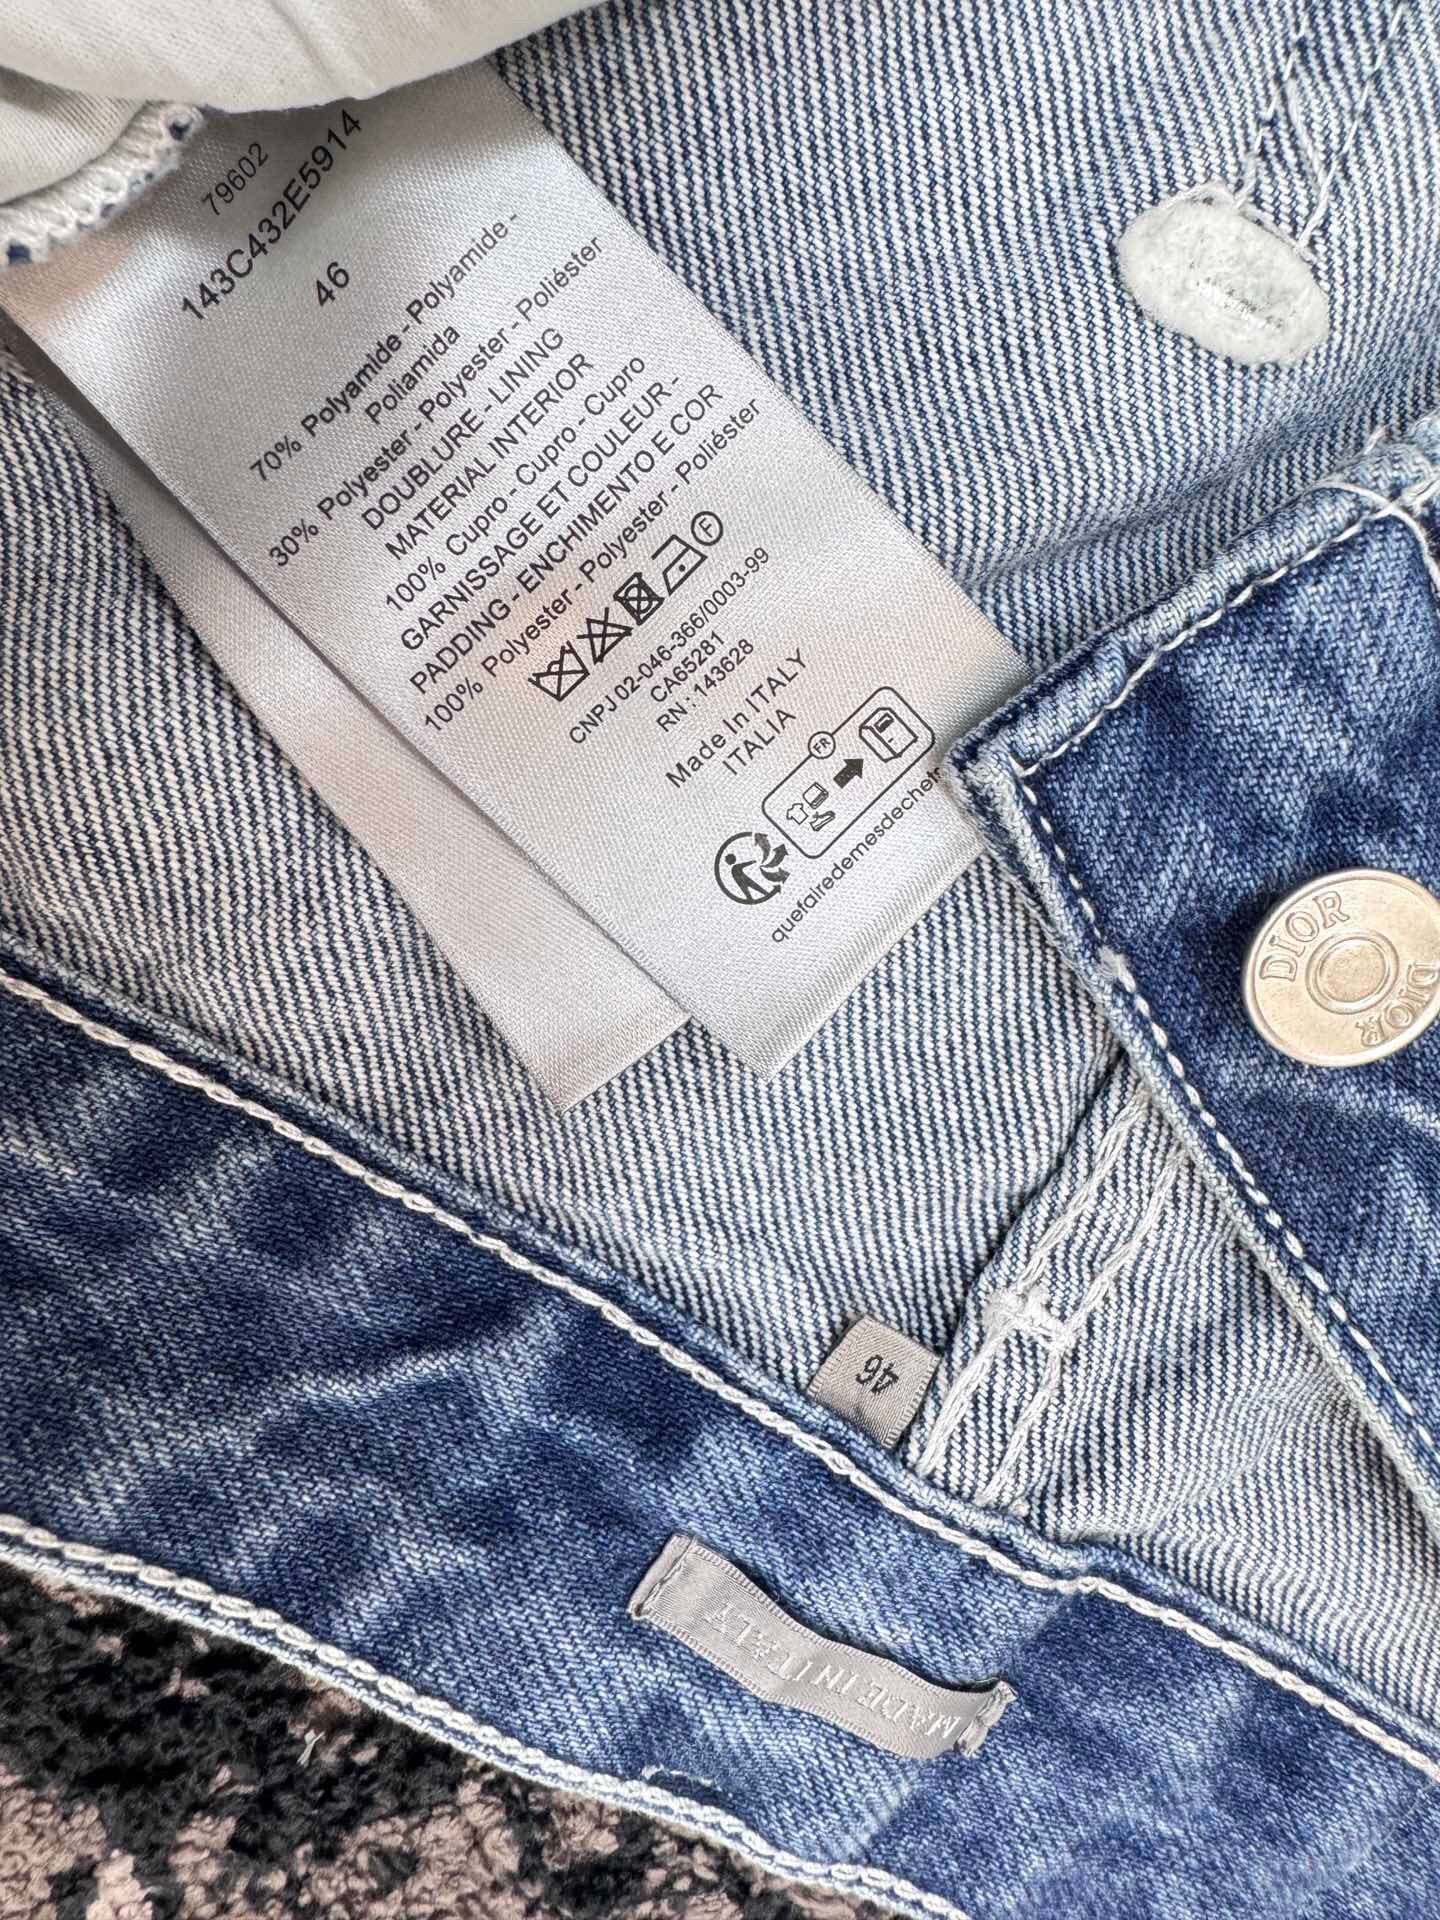 79602
143C432E5914
46
70% Polyamide - Polyamide -
Poliamida
30% Polyester - Polyester - Poliéster
DOUBLURE - LINING
MATERIAL INTERIOR
100% Cupro - Cupro - Cupro
GARNISSAGE ET COULEUR -
PADDING - ENCHIMENTO E COR
100% Polyester - Polyester - Poliéster
F
CNPJ 02-046-366/0003-99
CA65281
RN : 143628
Made In ITALY
ITALIA
FR
quefairedemesdechets
DIOR
DIOR
46
MADE IN ITALY